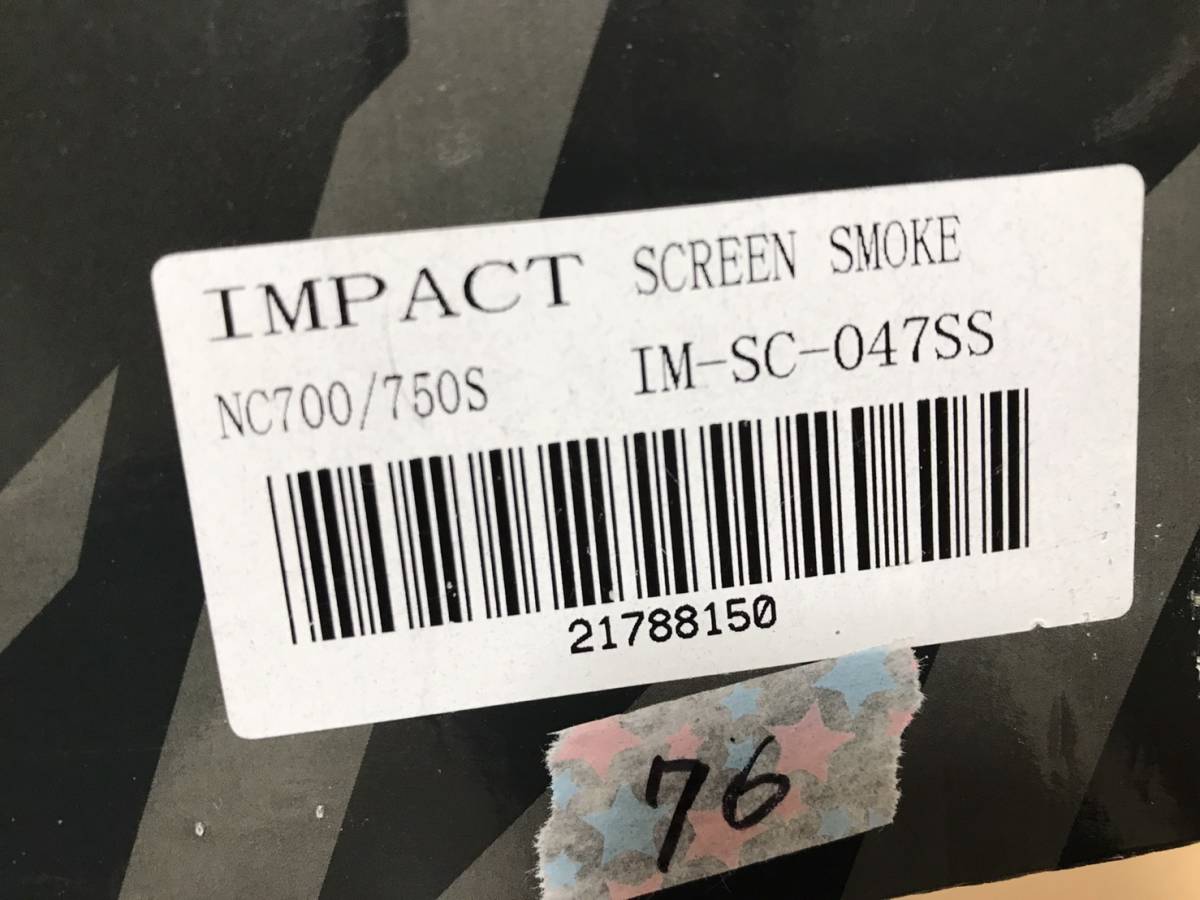 IMPACT SCREEN SMOKE
NC700/750S IM-SC-047SS
21788150
76